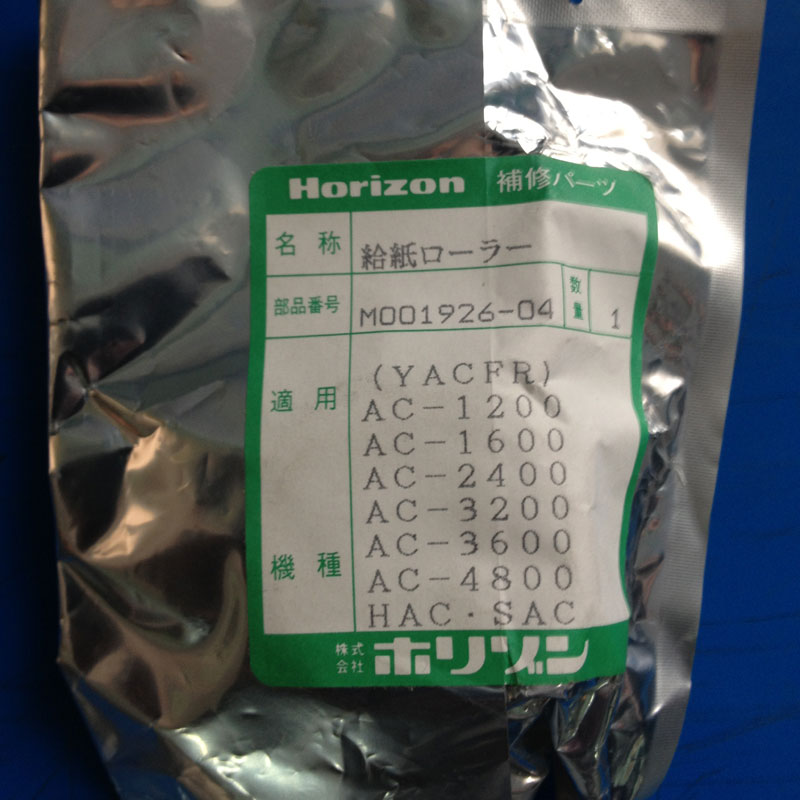 Horizon 補修パーツ
名称 給紙ローラー
部品番号 M001926-04 数量 1
適用機種 (YACFR)
AC-1200
AC-1600
AC-2400
AC-3200
AC-3600
AC-4800
HAC・SAC
株式会社 ホリゾン